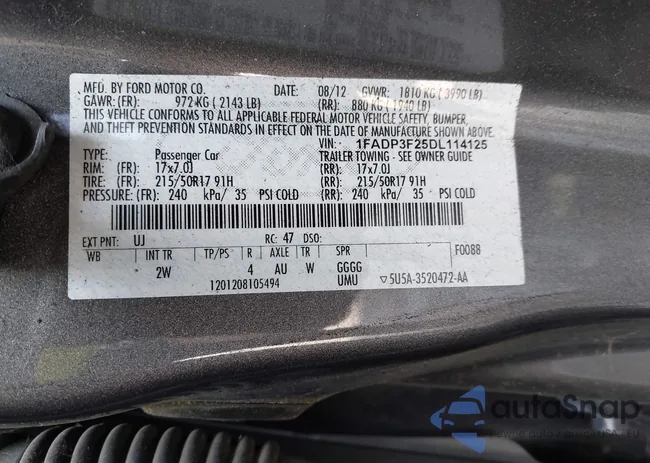 MFD. BY FORD MOTOR CO. DATE: 08/12 GVWR: 1810 KG ( 3990 LB)
GAWR: (FR): 972 KG ( 2143 LB) (RR): 880 KG ( 1940 LB)
THIS VEHICLE CONFORMS TO ALL APPLICABLE FEDERAL MOTOR VEHICLE SAFETY, BUMPER,
AND THEFT PREVENTION STANDARDS IN EFFECT ON THE DATE OF MANUFACTURE SHOWN ABOVE.
VIN: 1FADP3F25DL114125
TYPE: Passenger Car TRAILER TOWING - SEE OWNER GUIDE
RIM: (FR): 17x7.0J (RR): 17x7.0J
TIRE: (FR): 215/50R17 91H (RR): 215/50R17 91H
PRESSURE: (FR): 240 kPa/ 35 PSI COLD (RR): 240 kPa/ 35 PSI COLD
EXT PNT: UJ RC: 47 DSO:
WB INT TR TP/PS R AXLE TR SPR F0088
2W 4 AU W GGGG
1201208105494 UMU ▽5U5A-3520472-AA
autoSnap